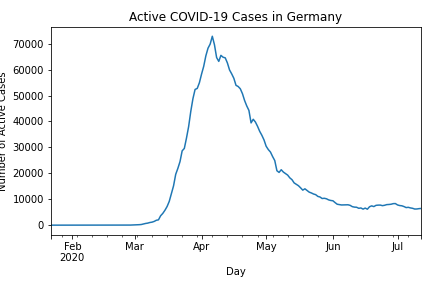 Active COVID-19 Cases in Germany
Number of Active Cases
70000
60000
50000
40000
30000
20000
10000
0
Feb
2020
Mar
Apr
May
Jun
Jul
Day